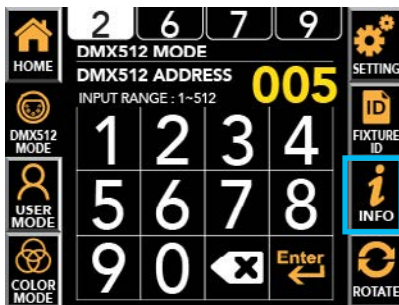 2 6 7 9
HOME
DMX512 MODE
DMX512 ADDRESS
INPUT RANGE : 1~512
005
SETTING
DMX512
MODE
1 2 3 4
ID
FIXTURE
ID
USER
MODE
5 6 7 8
i
INFO
COLOR
MODE
9 0 X Enter
ROTATE